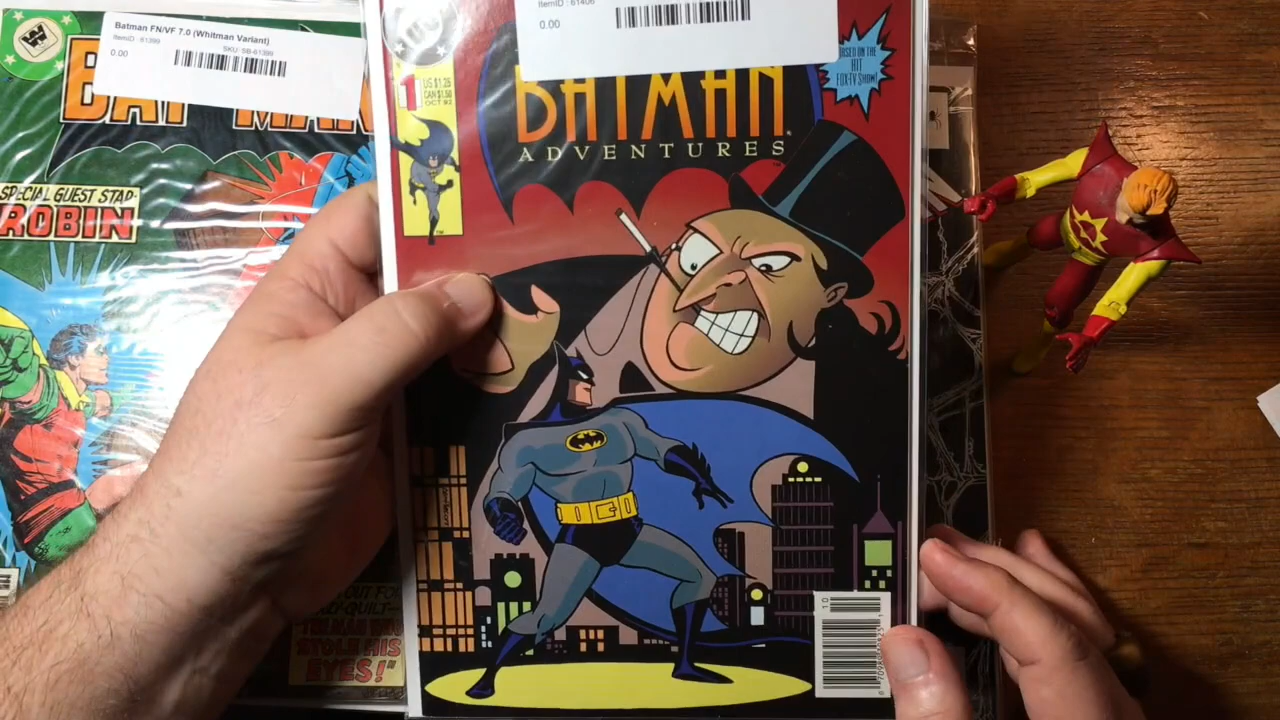 Batman FN/VF 7.0 (Whitman Variant)
ItemID : 61399
SKU: SB-61399
0.00
SPECIAL GUEST STAR-
ROBIN
STOLE HIS
EYES!"
ItemID : 61406
0.00
1
US $1.25
CAN $1.50
OCT 92
BASED ON THE
HIT
FOX-TV SHOW!
BATMAN
ADVENTURES